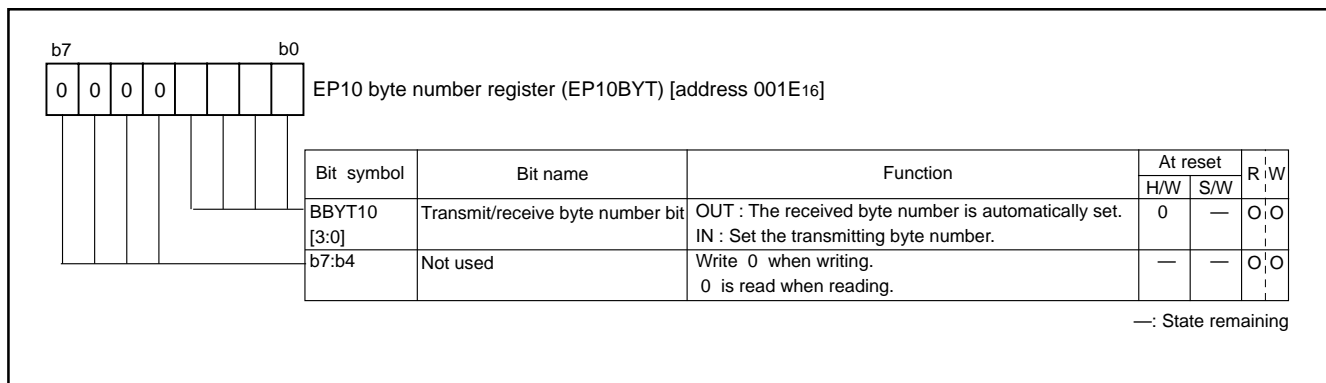 b7 b0
0 0 0 0
EP10 byte number register (EP10BYT) [address 001E16]
Bit symbol Bit name Function At reset R W
H/W S/W
BBYT10 Transmit/receive byte number bit OUT : The received byte number is automatically set. 0 — O O
[3:0] IN : Set the transmitting byte number.
b7:b4 Not used Write 0 when writing. — — O O
0 is read when reading.
—: State remaining